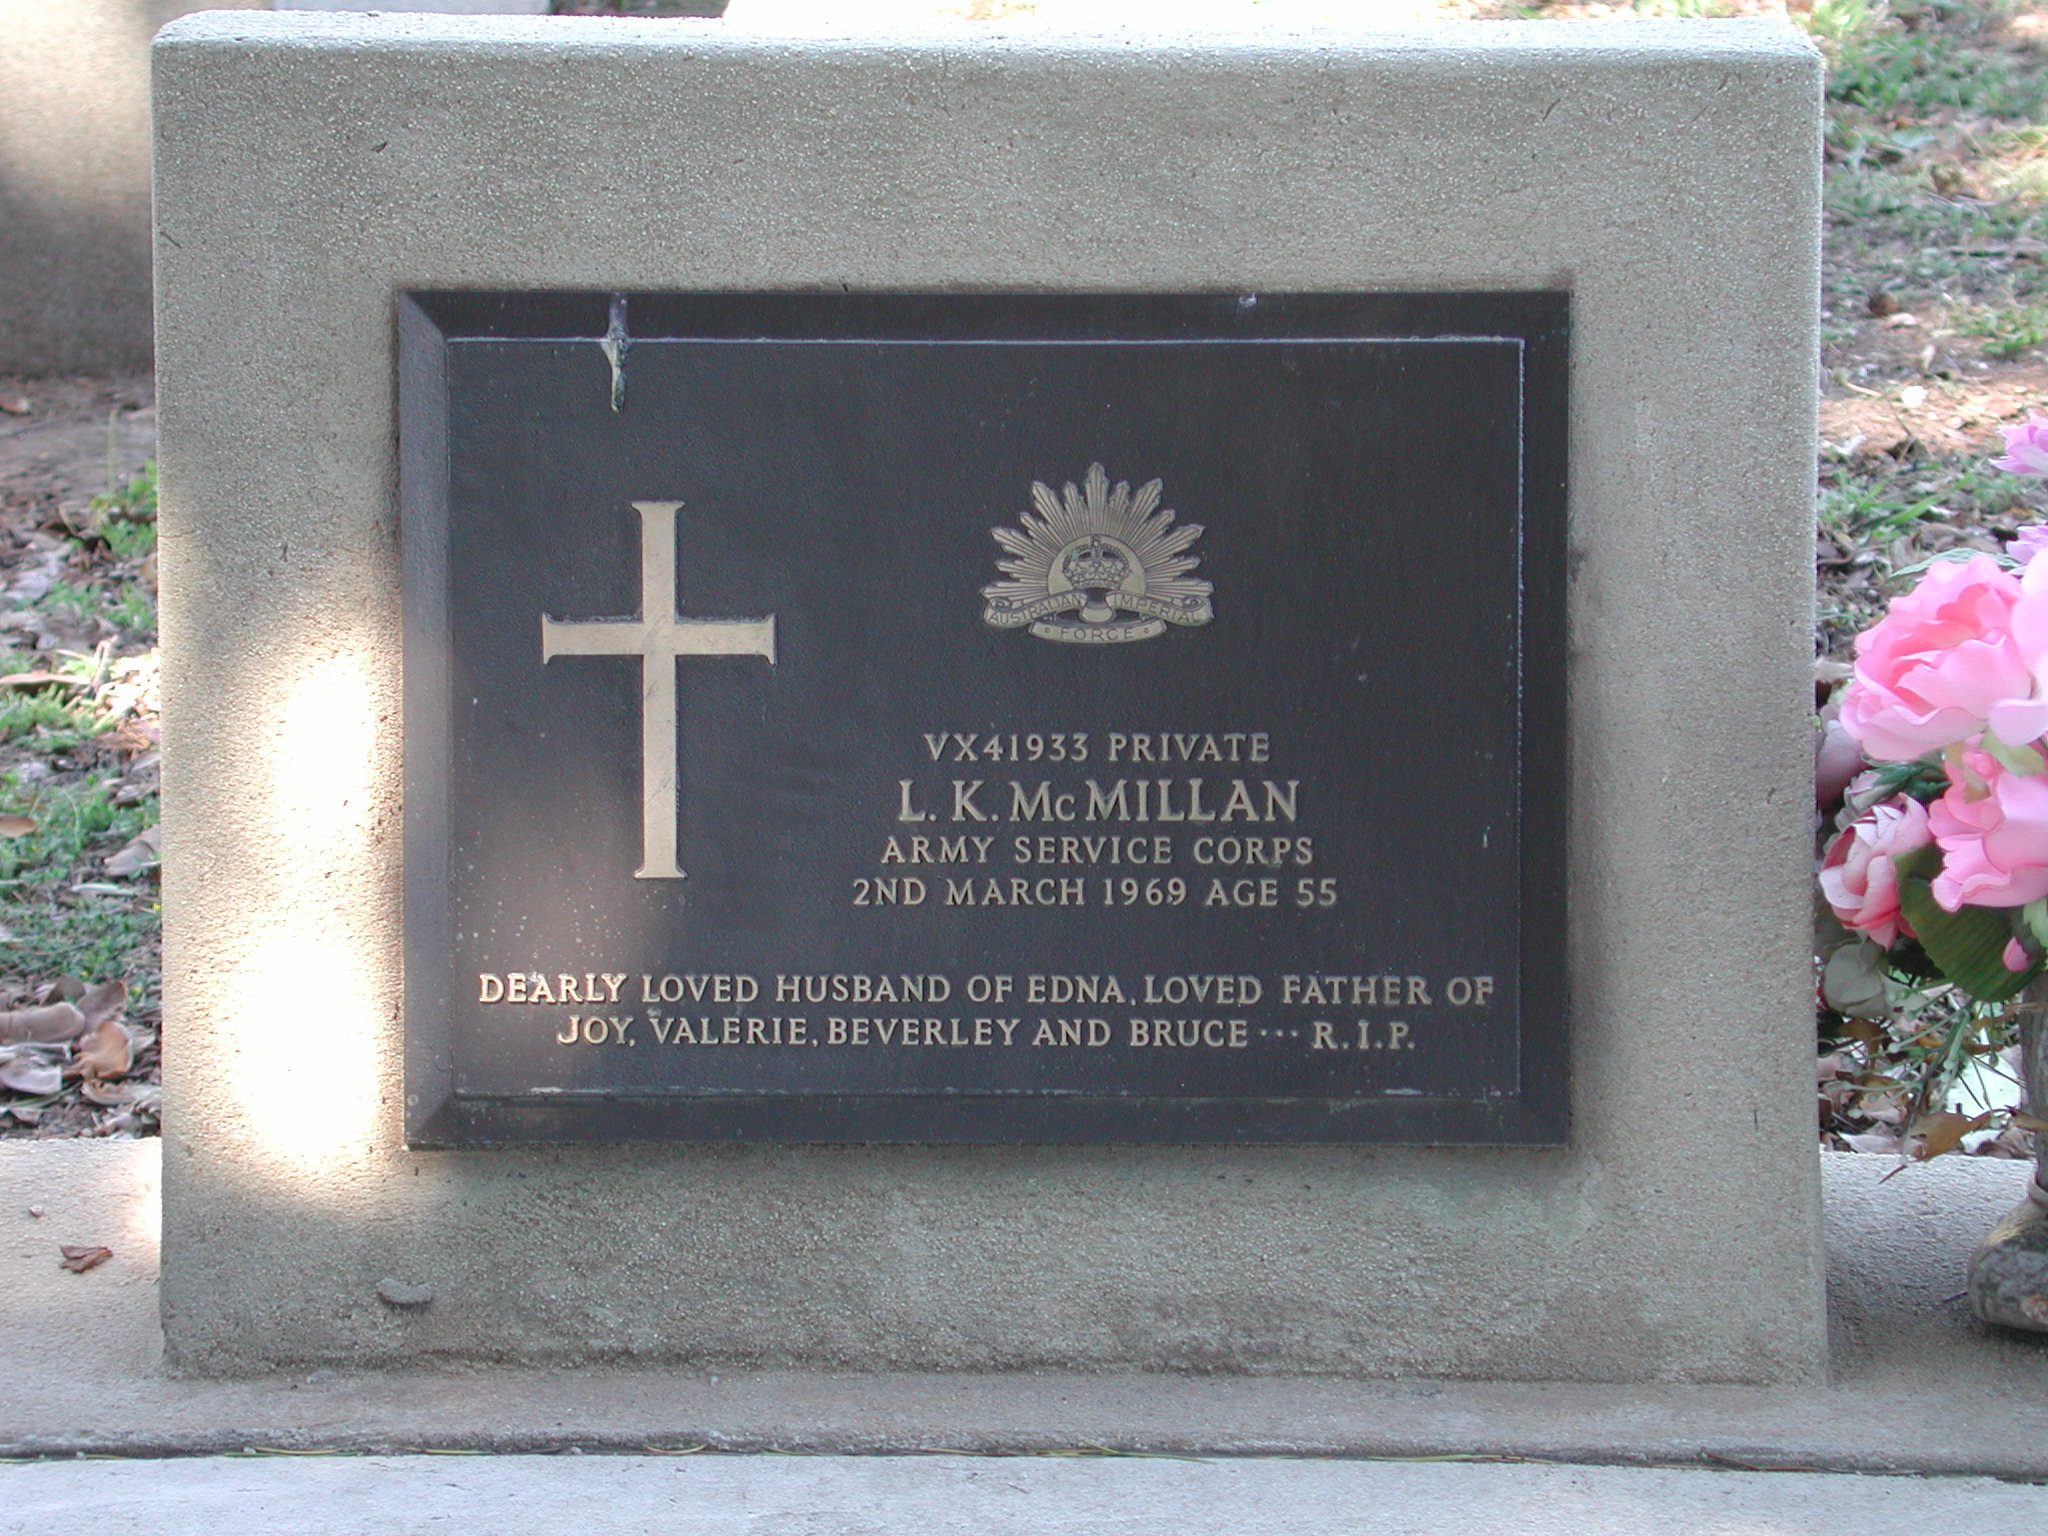 AUSTRALIAN IMPERIAL
FORCE
VX41933 PRIVATE
L. K. McMILLAN
ARMY SERVICE CORPS
2ND MARCH 1969 AGE 55
DEARLY LOVED HUSBAND OF EDNA, LOVED FATHER OF
JOY, VALERIE, BEVERLEY AND BRUCE ··· R.I.P.